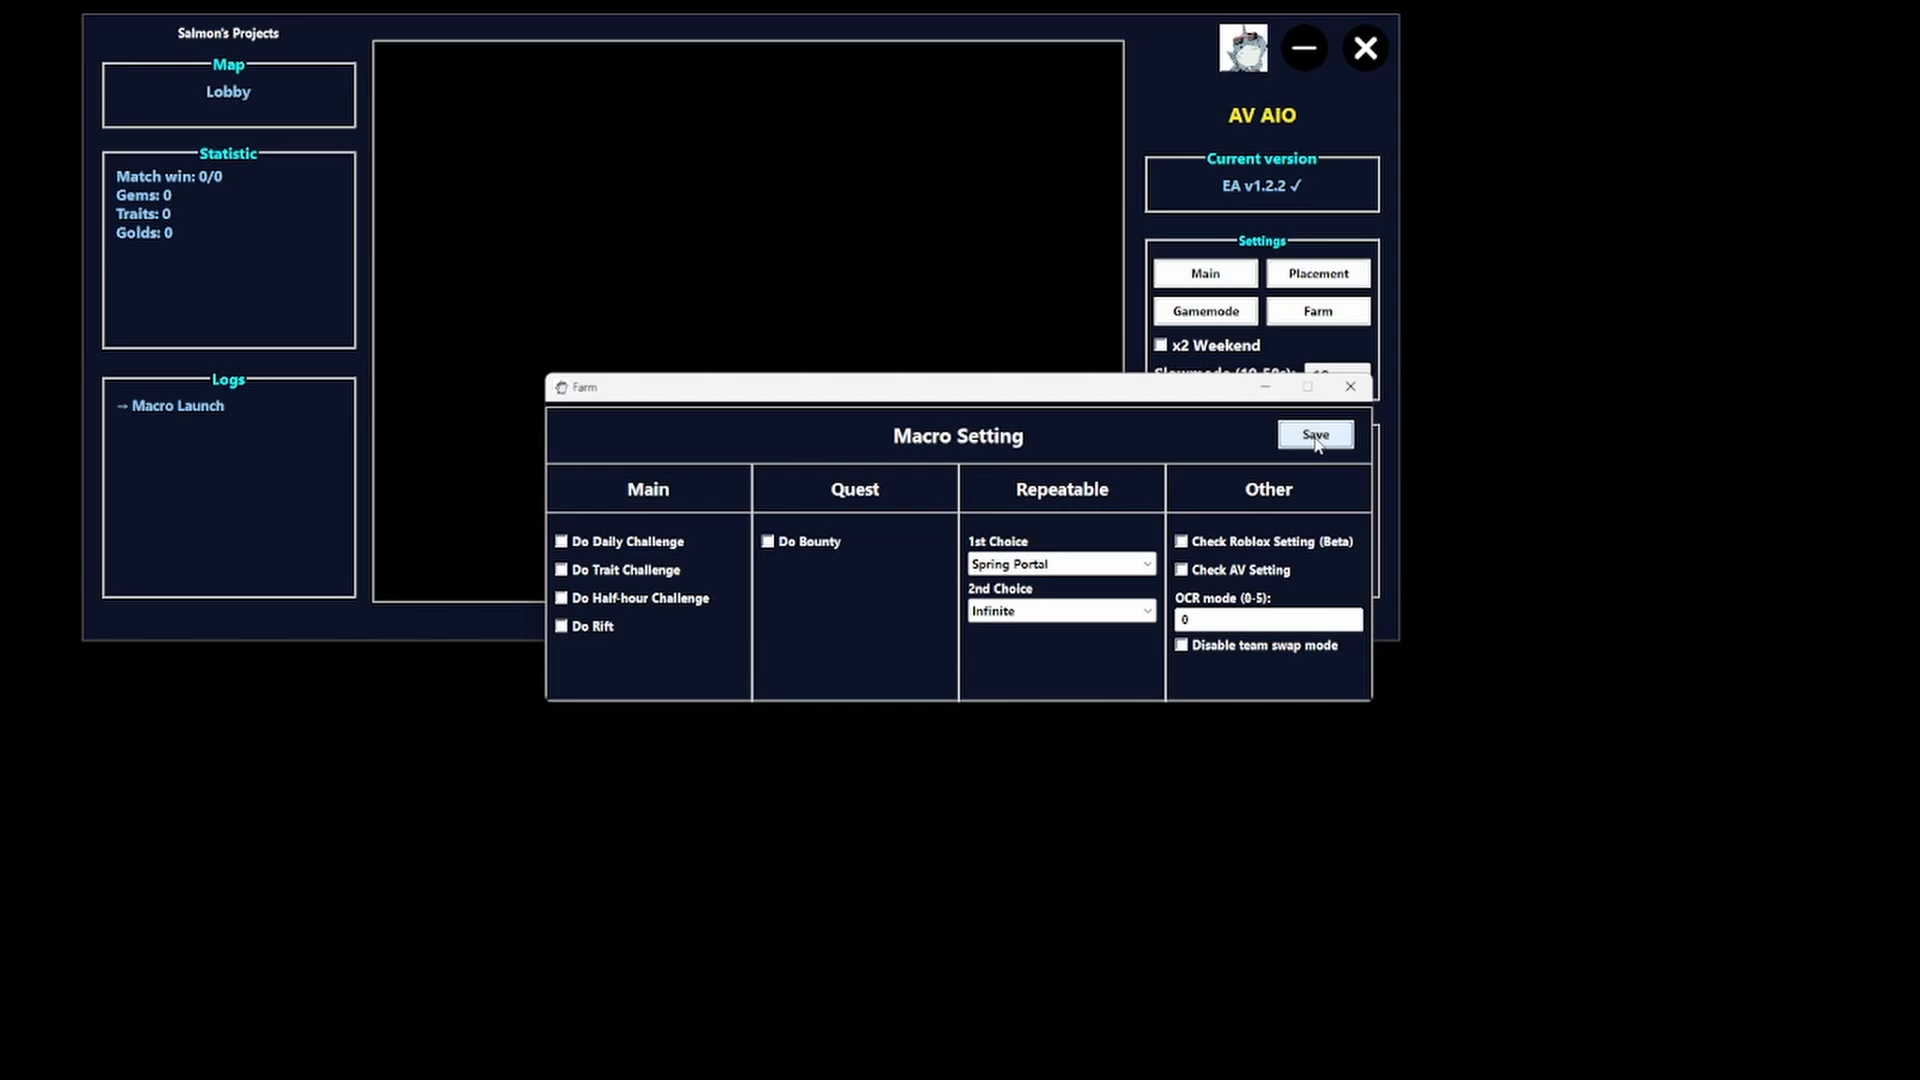 Salmon's Projects
Map
Lobby
Statistic
Match win: 0/0
Gems: 0
Traits: 0
Golds: 0
Logs
→ Macro Launch
AV AIO
Current version
EA v1.2.2 ✓
Settings
Main
Placement
Gamemode
Farm
x2 Weekend
Farm
Macro Setting
Save
Main
Quest
Repeatable
Other
Do Daily Challenge
Do Trait Challenge
Do Half-hour Challenge
Do Rift
Do Bounty
1st Choice
Spring Portal
2nd Choice
Infinite
Check Roblox Setting (Beta)
Check AV Setting
OCR mode (0-5):
0
Disable team swap mode